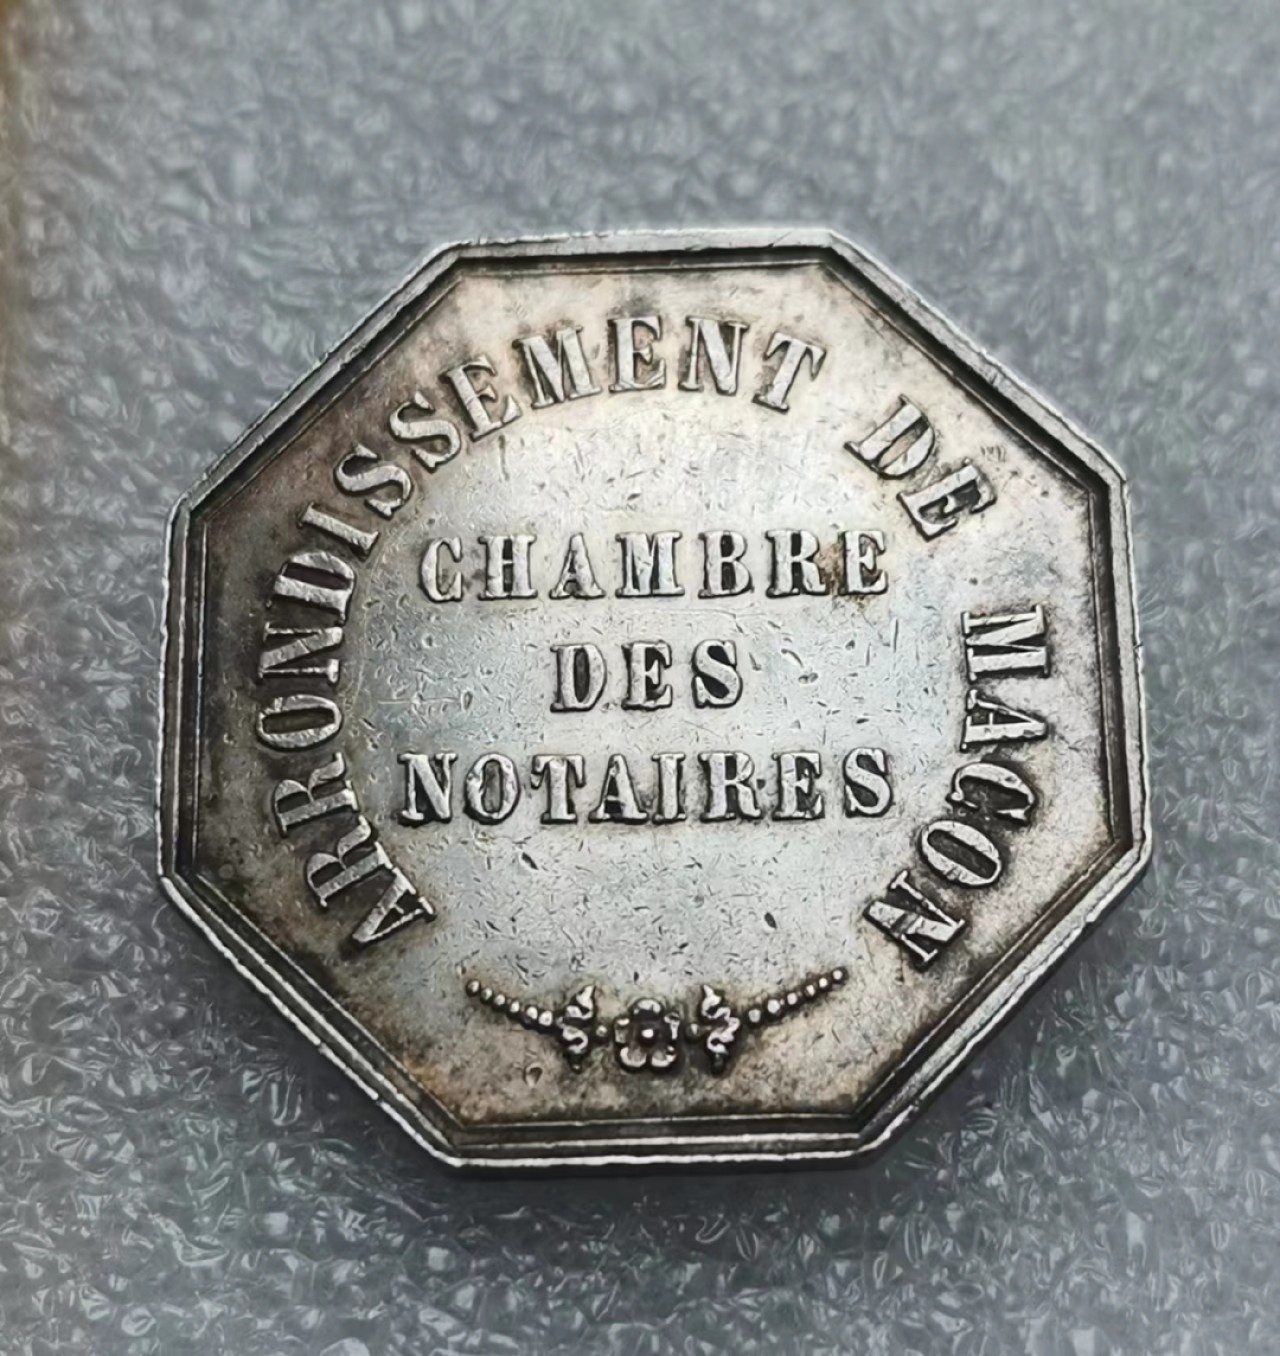 ARRONDISSEMENT DE MACON
CHAMBRE
DES
NOTAIRES